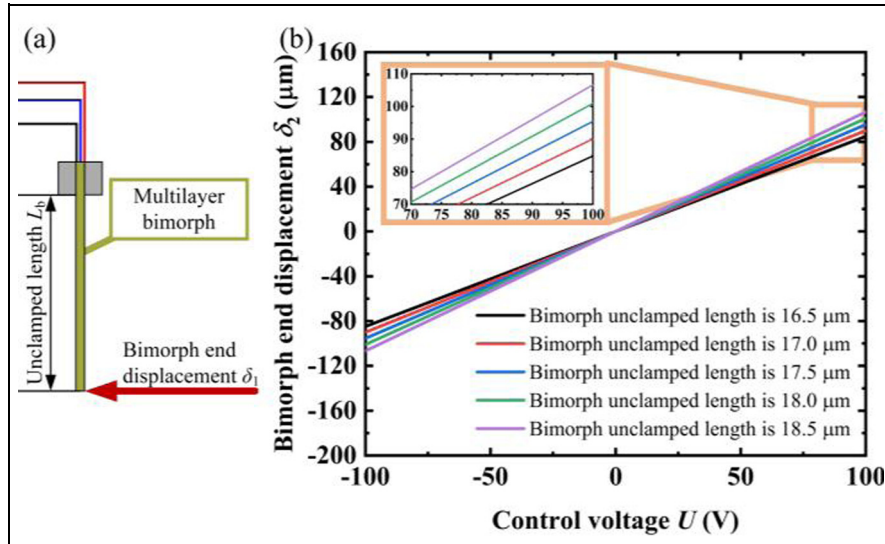 (a)
Unclamped length Lb
Multilayer
bimorph
Bimorph end
displacement δ1
(b)
Bimorph end displacement δ2 (μm)
160
120
80
40
0
-40
-80
-120
-160
-200
110
100
90
80
70
70 75 80 85 90 95 100
Bimorph unclamped length is 16.5 μm
Bimorph unclamped length is 17.0 μm
Bimorph unclamped length is 17.5 μm
Bimorph unclamped length is 18.0 μm
Bimorph unclamped length is 18.5 μm
-100 -50 0 50 100
Control voltage U (V)